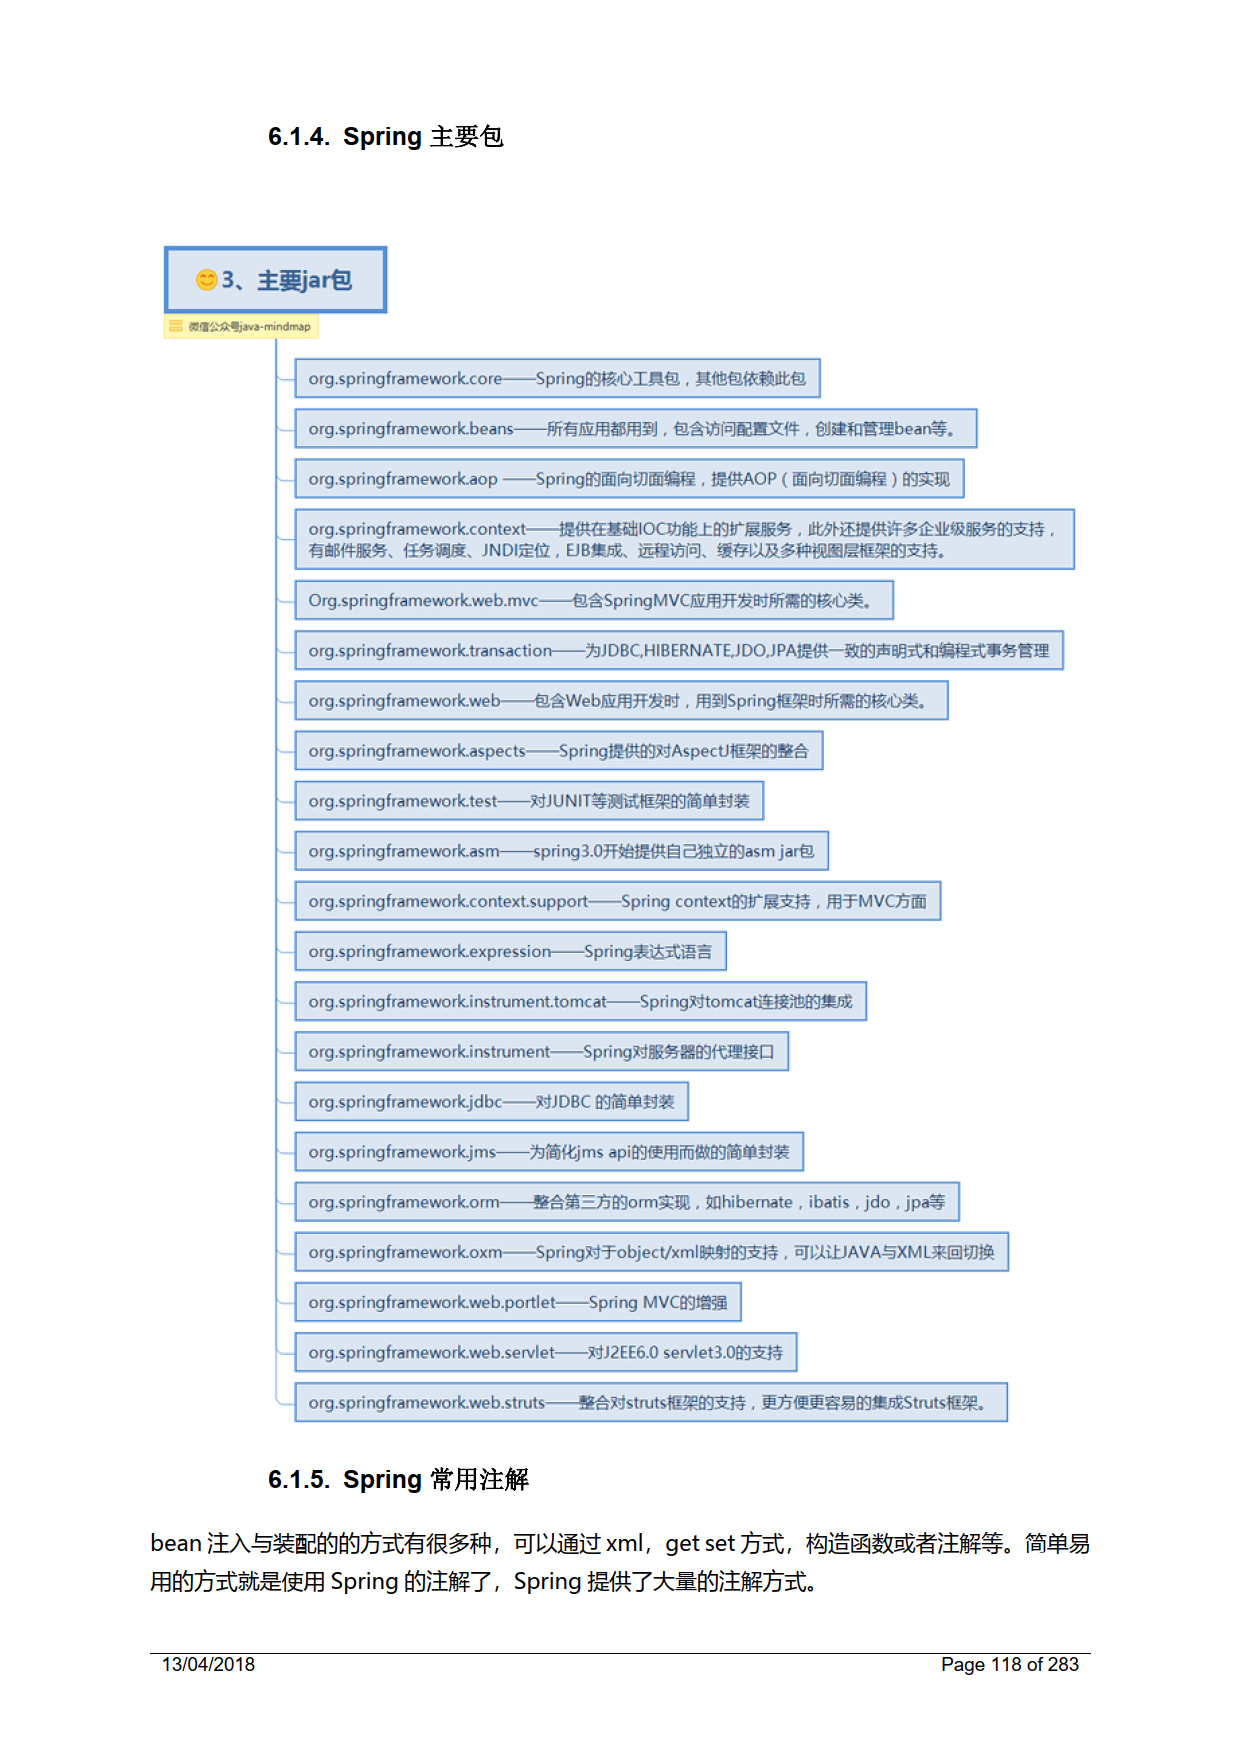 6.1.4. Spring 主要包
😊3、主要jar包
微信公众号java-mindmap
org.springframework.core——Spring的核心工具包，其他包依赖此包
org.springframework.beans——所有应用都用到，包含访问配置文件，创建和管理bean等。
org.springframework.aop ——Spring的面向切面编程，提供AOP（面向切面编程）的实现
org.springframework.context——提供在基础IOC功能上的扩展服务，此外还提供许多企业级服务的支持，
有邮件服务、任务调度、JNDI定位，EJB集成、远程访问、缓存以及多种视图层框架的支持。
Org.springframework.web.mvc——包含SpringMVC应用开发时所需的核心类。
org.springframework.transaction——为JDBC,HIBERNATE,JDO,JPA提供一致的声明式和编程式事务管理
org.springframework.web——包含Web应用开发时，用到Spring框架时所需的核心类。
org.springframework.aspects——Spring提供的对AspectJ框架的整合
org.springframework.test——对JUNIT等测试框架的简单封装
org.springframework.asm——spring3.0开始提供自己独立的asm jar包
org.springframework.context.support——Spring context的扩展支持，用于MVC方面
org.springframework.expression——Spring表达式语言
org.springframework.instrument.tomcat——Spring对tomcat连接池的集成
org.springframework.instrument——Spring对服务器的代理接口
org.springframework.jdbc——对JDBC 的简单封装
org.springframework.jms——为简化jms api的使用而做的简单封装
org.springframework.orm——整合第三方的orm实现，如hibernate，ibatis，jdo，jpa等
org.springframework.oxm——Spring对于object/xml映射的支持，可以让JAVA与XML来回切换
org.springframework.web.portlet——Spring MVC的增强
org.springframework.web.servlet——对J2EE6.0 servlet3.0的支持
org.springframework.web.struts——整合对struts框架的支持，更方便更容易的集成Struts框架。
6.1.5. Spring 常用注解
bean 注入与装配的的方式有很多种，可以通过 xml，get set 方式，构造函数或者注解等。简单易
用的方式就是使用 Spring 的注解了，Spring 提供了大量的注解方式。
13/04/2018 Page 118 of 283